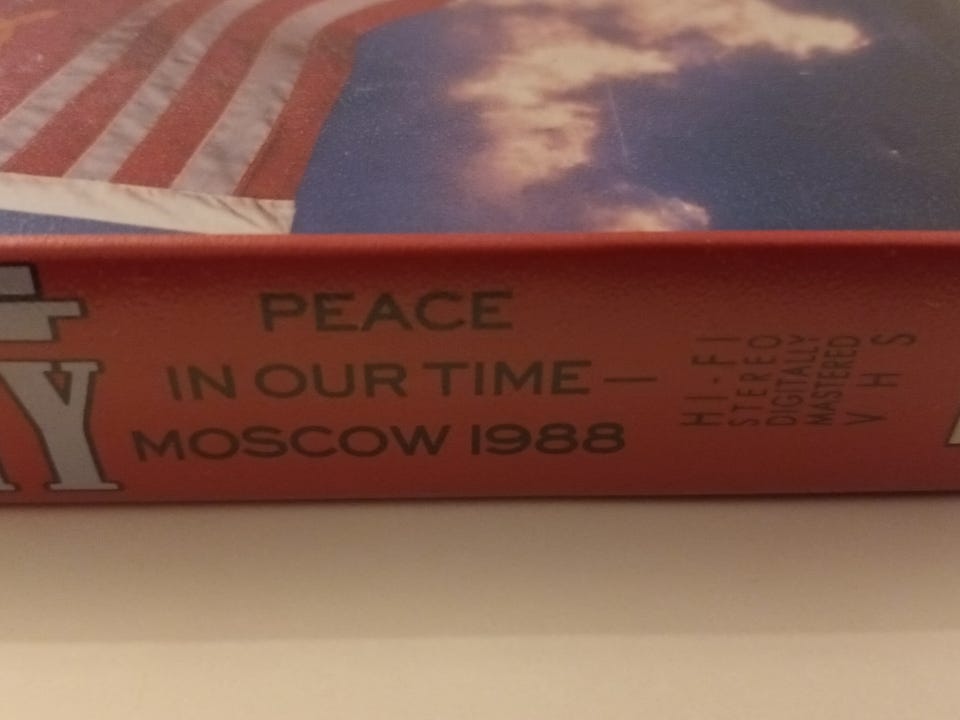 PEACE
IN OUR TIME —
MOSCOW 1988
HI-FI
STEREO
DIGITALLY
MASTERED
VHS